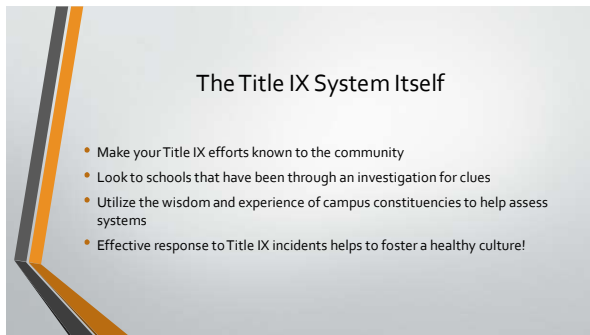 The Title IX System Itself
• Make your Title IX efforts known to the community
• Look to schools that have been through an investigation for clues
• Utilize the wisdom and experience of campus constituencies to help assess
systems
• Effective response to Title IX incidents helps to foster a healthy culture!